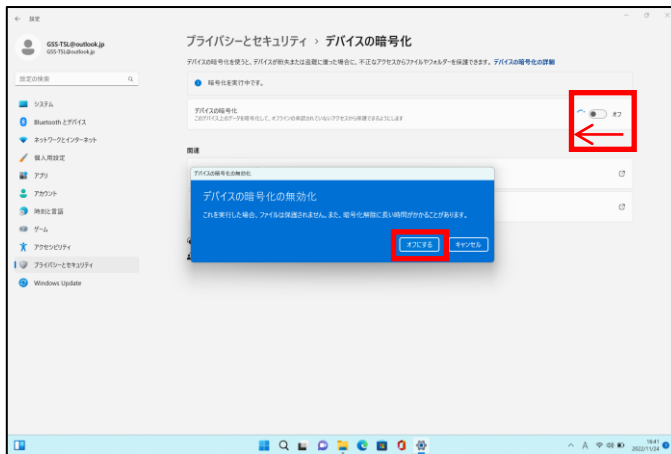 ← 設定
GSS-TSL@outlook.jp
GSS-TSL@outlook.jp
設定の検索
システム
Bluetooth とデバイス
ネットワークとインターネット
個人用設定
アプリ
アカウント
時刻と言語
ゲーム
アクセシビリティ
プライバシーとセキュリティ
Windows Update
プライバシーとセキュリティ › デバイスの暗号化
デバイスの暗号化を使うと、デバイスが紛失または盗難に遭った場合に、不正なアクセスからファイルやフォルダーを保護できます。 デバイスの暗号化の詳細
暗号化を実行中です。
デバイスの暗号化
このデバイス上のデータを暗号化して、オフラインの承認されていないアクセスから保護できるようにします
オフ
関連
デバイスの暗号化の無効化
デバイスの暗号化の無効化
これを実行した場合、ファイルは保護されません。また、暗号化解除に長い時間がかかることがあります。
オフにする
キャンセル
A
16:41
2022/11/24